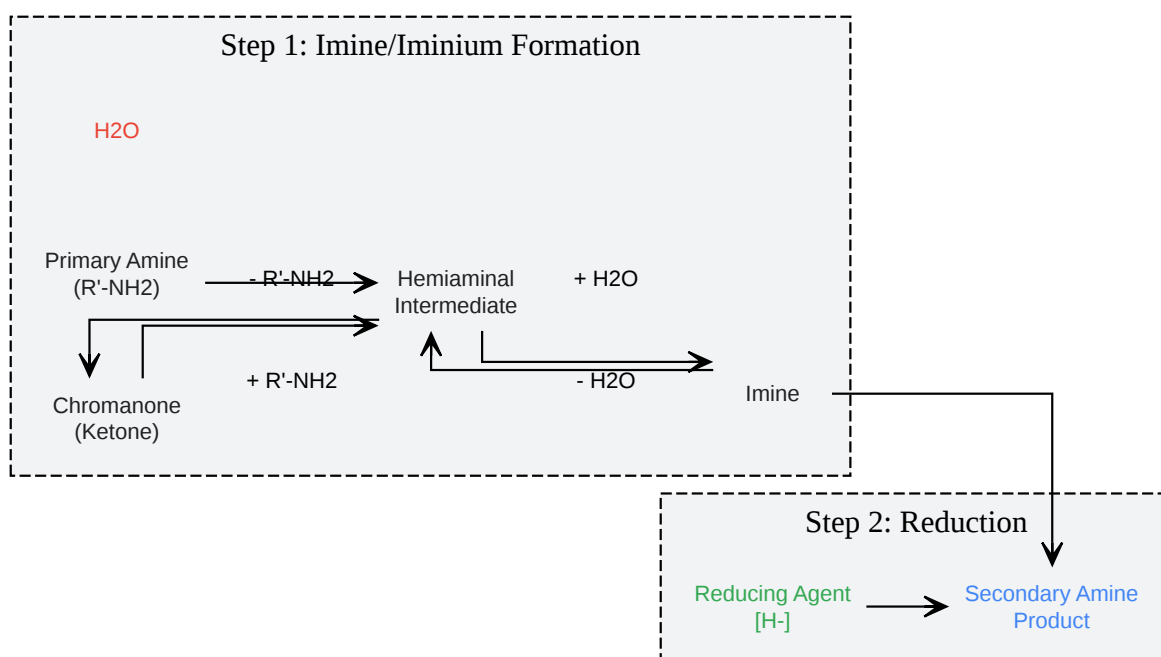 Step 1: Imine/Iminium Formation
H2O
Primary Amine
(R'-NH2)
- R'-NH2
Hemiaminal
Intermediate
+ H2O
+ R'-NH2
- H2O
Chromanone
(Ketone)
Imine
Step 2: Reduction
Reducing Agent
[H-]
Secondary Amine
Product